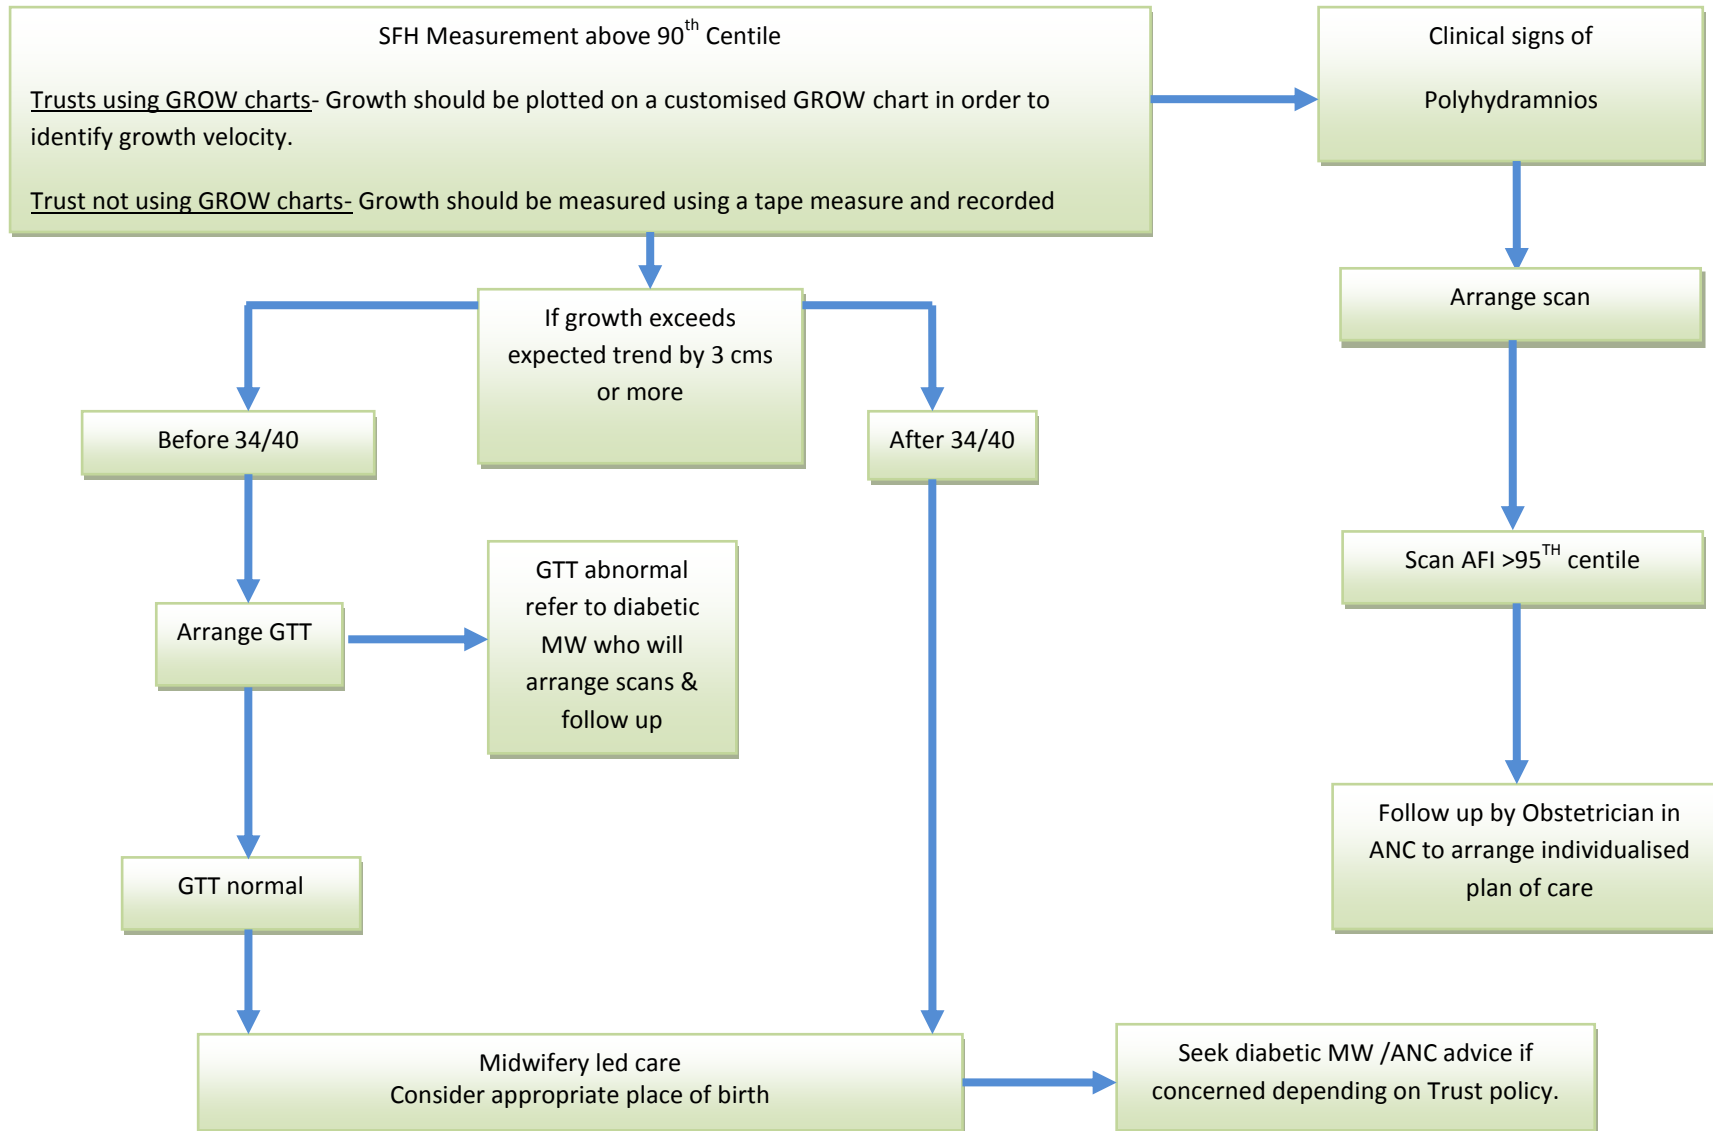 SFH Measurement above 90th Centile
Trusts using GROW charts- Growth should be plotted on a customised GROW chart in order to
identify growth velocity.
Trust not using GROW charts- Growth should be measured using a tape measure and recorded
Clinical signs of
Polyhydramnios
Arrange scan
If growth exceeds
expected trend by 3 cms
or more
Before 34/40
After 34/40
Scan AFI >95TH centile
GTT abnormal
refer to diabetic
MW who will
arrange scans &
follow up
Arrange GTT
Follow up by Obstetrician in
ANC to arrange individualised
plan of care
GTT normal
Midwifery led care
Consider appropriate place of birth
Seek diabetic MW /ANC advice if
concerned depending on Trust policy.